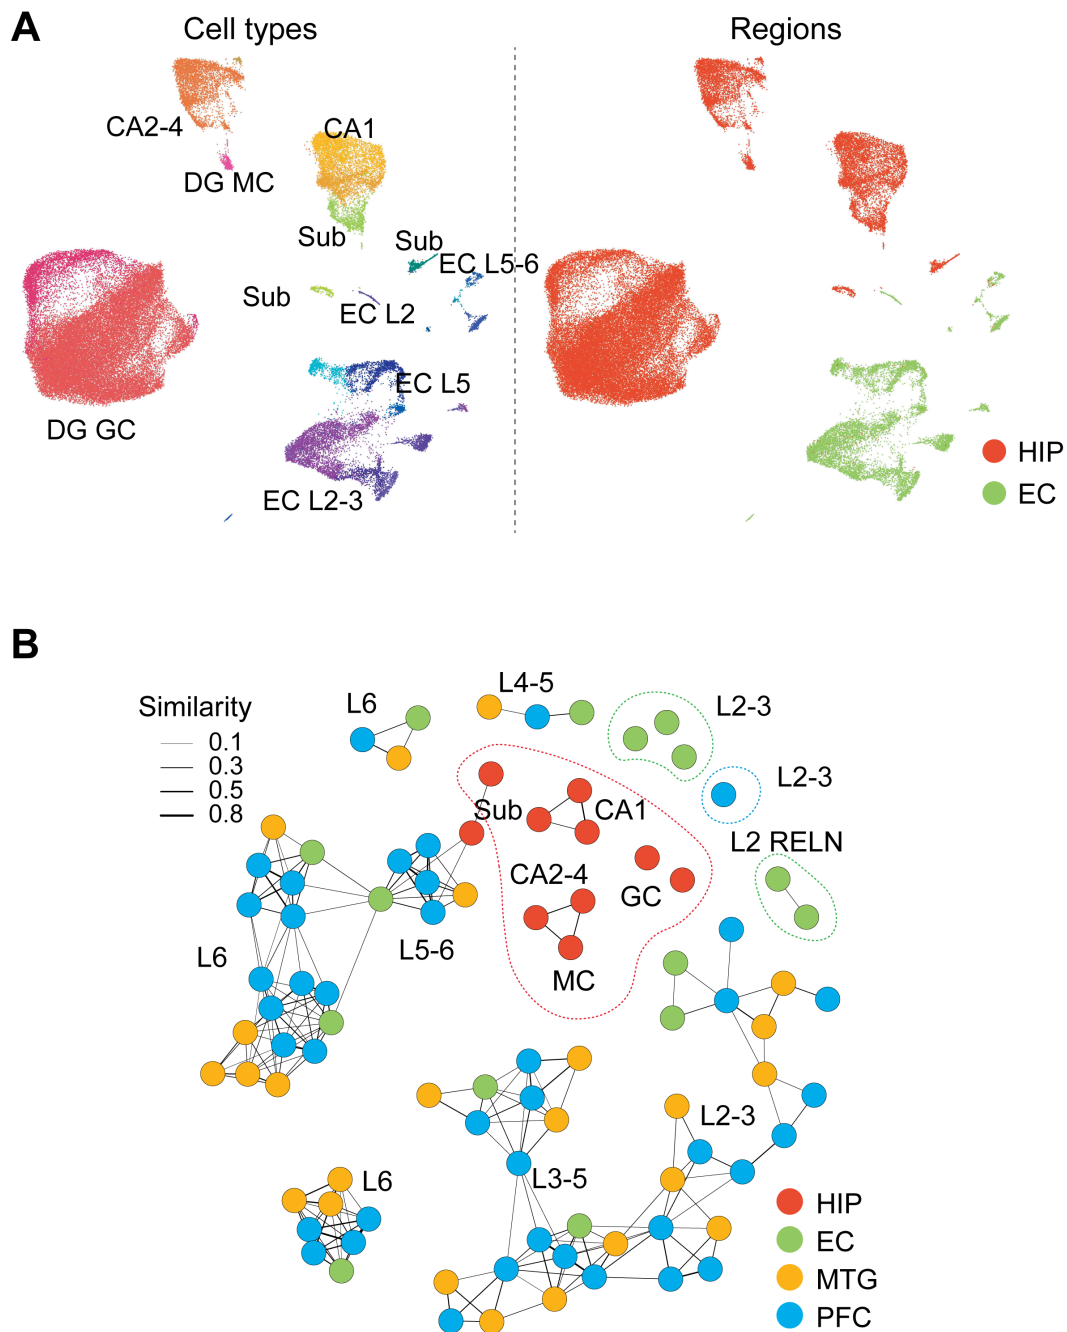 A
Cell types
Regions
CA2-4
CA1
DG MC
Sub
Sub
EC L5-6
Sub
EC L2
EC L5
DG GC
EC L2-3
HIP
EC
B
Similarity
0.1
0.3
0.5
0.8
L6
L4-5
L2-3
L2-3
Sub
CA1
L2 RELN
CA2-4
GC
L6
L5-6
MC
L2-3
L3-5
L6
HIP
EC
MTG
PFC